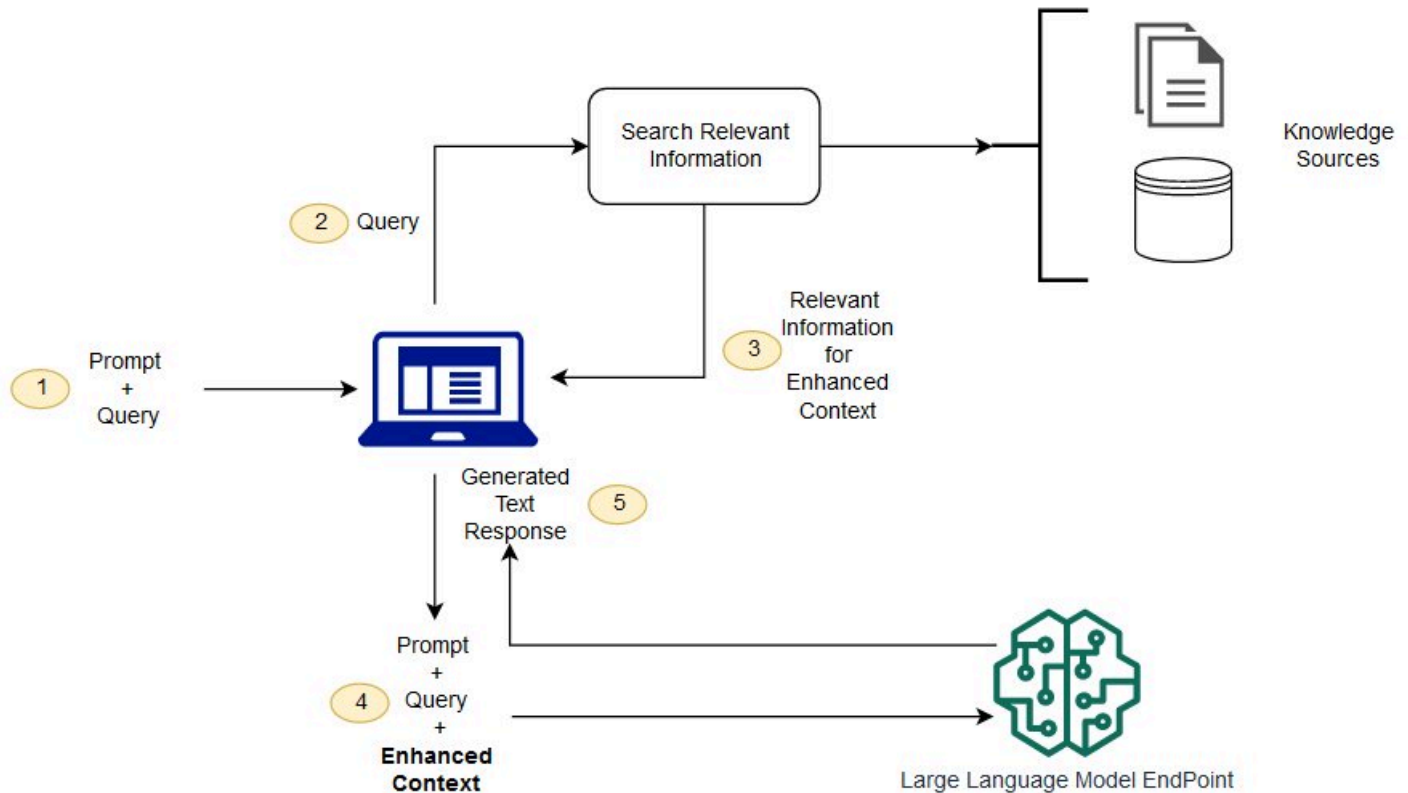 Search Relevant
Information
Knowledge
Sources
2
Query
Relevant
Information
for
Enhanced
Context
3
1
Prompt
+
Query
Generated
Text
Response
5
Prompt
+
Query
+
Enhanced
Context
4
Large Language Model EndPoint